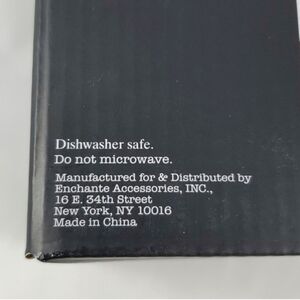 Dishwasher safe.
Do not microwave.
Manufactured for & Distributed by
Enchante Accessories, INC.,
16 E. 34th Street
New York, NY 10016
Made in China